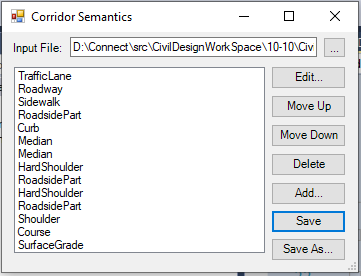 Corridor Semantics
Input File: D:\Connect\src\CivilDesignWorkSpace\10-10\Civ ...
TrafficLane
Roadway
Sidewalk
RoadsidePart
Curb
Median
Median
HardShoulder
RoadsidePart
HardShoulder
RoadsidePart
Shoulder
Course
SurfaceGrade
Edit...
Move Up
Move Down
Delete
Add...
Save
Save As...